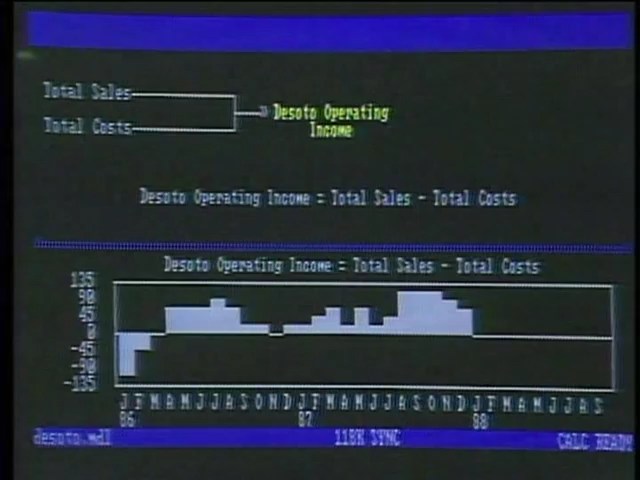 Total Sales
Total Costs
Desoto Operating
Income
Desoto Operating Income = Total Sales - Total Costs
Desoto Operating Income = Total Sales - Total Costs
135
90
45
0
-45
-90
-135
J F M A M J J A S O N D J F M A M J J A S O N D J F M A M J J A S
86 87 88
desoto.mdl 118K SYNC CALC READY